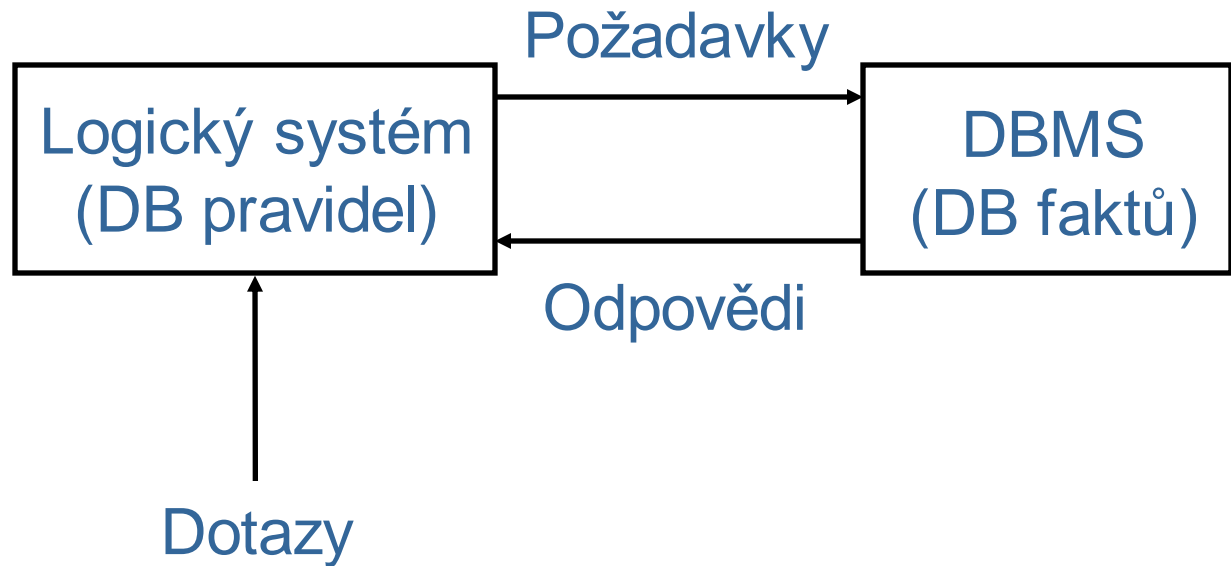 Požadavky
Logický systém
(DB pravidel)
DBMS
(DB faktů)
Odpovědi
Dotazy